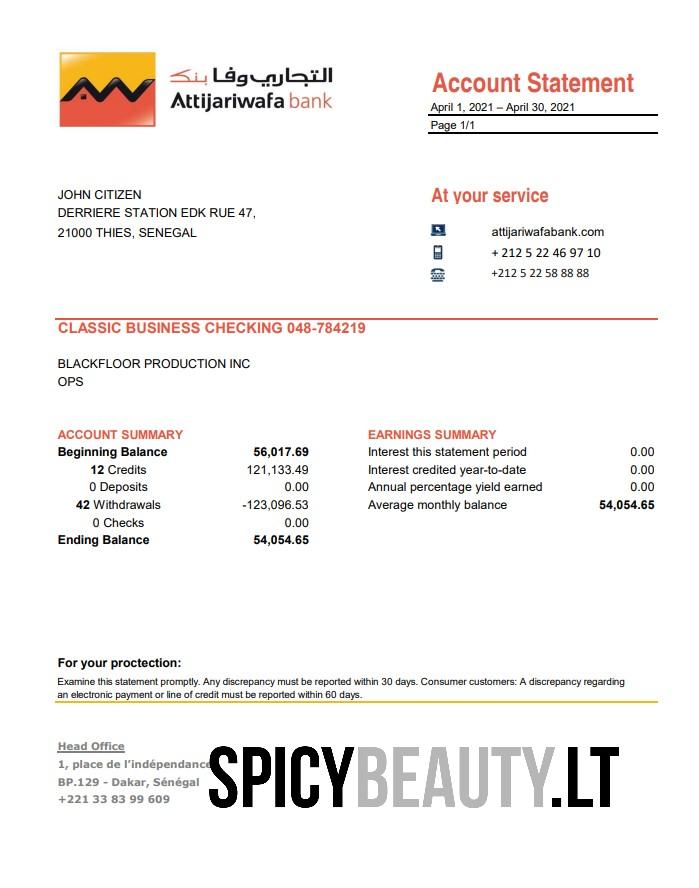 التجاري وفا بنك
Attijariwafa bank
Account Statement
April 1, 2021 – April 30, 2021
Page 1/1
JOHN CITIZEN
DERRIERE STATION EDK RUE 47,
21000 THIES, SENEGAL
At your service
attijariwafabank.com
+ 212 5 22 46 97 10
+212 5 22 58 88 88
CLASSIC BUSINESS CHECKING 048-784219
BLACKFLOOR PRODUCTION INC
OPS
ACCOUNT SUMMARY
Beginning Balance 56,017.69
12 Credits 121,133.49
0 Deposits 0.00
42 Withdrawals -123,096.53
0 Checks 0.00
Ending Balance 54,054.65
EARNINGS SUMMARY
Interest this statement period 0.00
Interest credited year-to-date 0.00
Annual percentage yield earned 0.00
Average monthly balance 54,054.65
For your proctection:
Examine this statement promptly. Any discrepancy must be reported within 30 days. Consumer customers: A discrepancy regarding
an electronic payment or line of credit must be reported within 60 days.
Head Office
1, place de l’indépendance
BP.129 - Dakar, Sénégal
+221 33 83 99 609
SPICYBEAUTY.LT